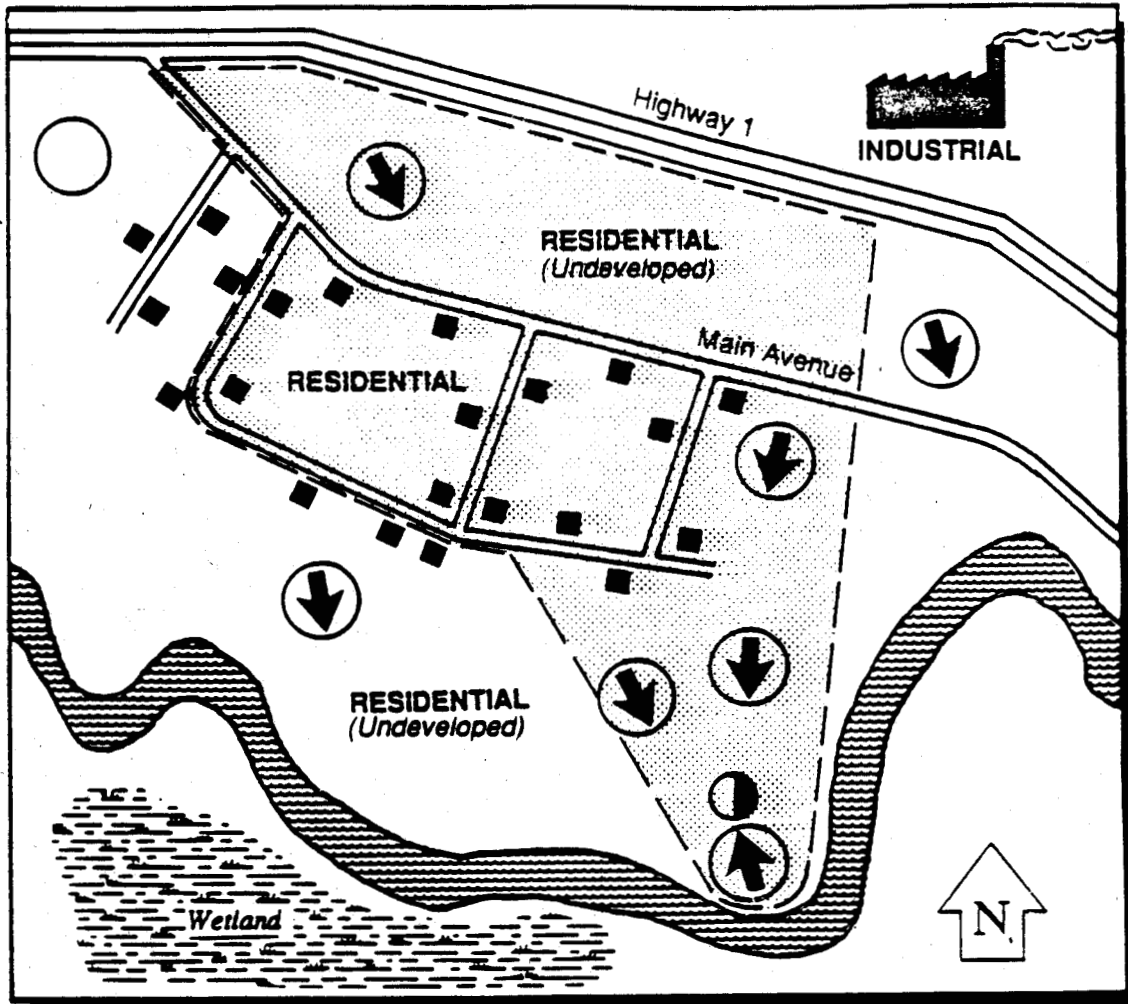 Highway 1
INDUSTRIAL
RESIDENTIAL
(Undeveloped)
Main Avenue
RESIDENTIAL
RESIDENTIAL
(Undeveloped)
Wetland
N